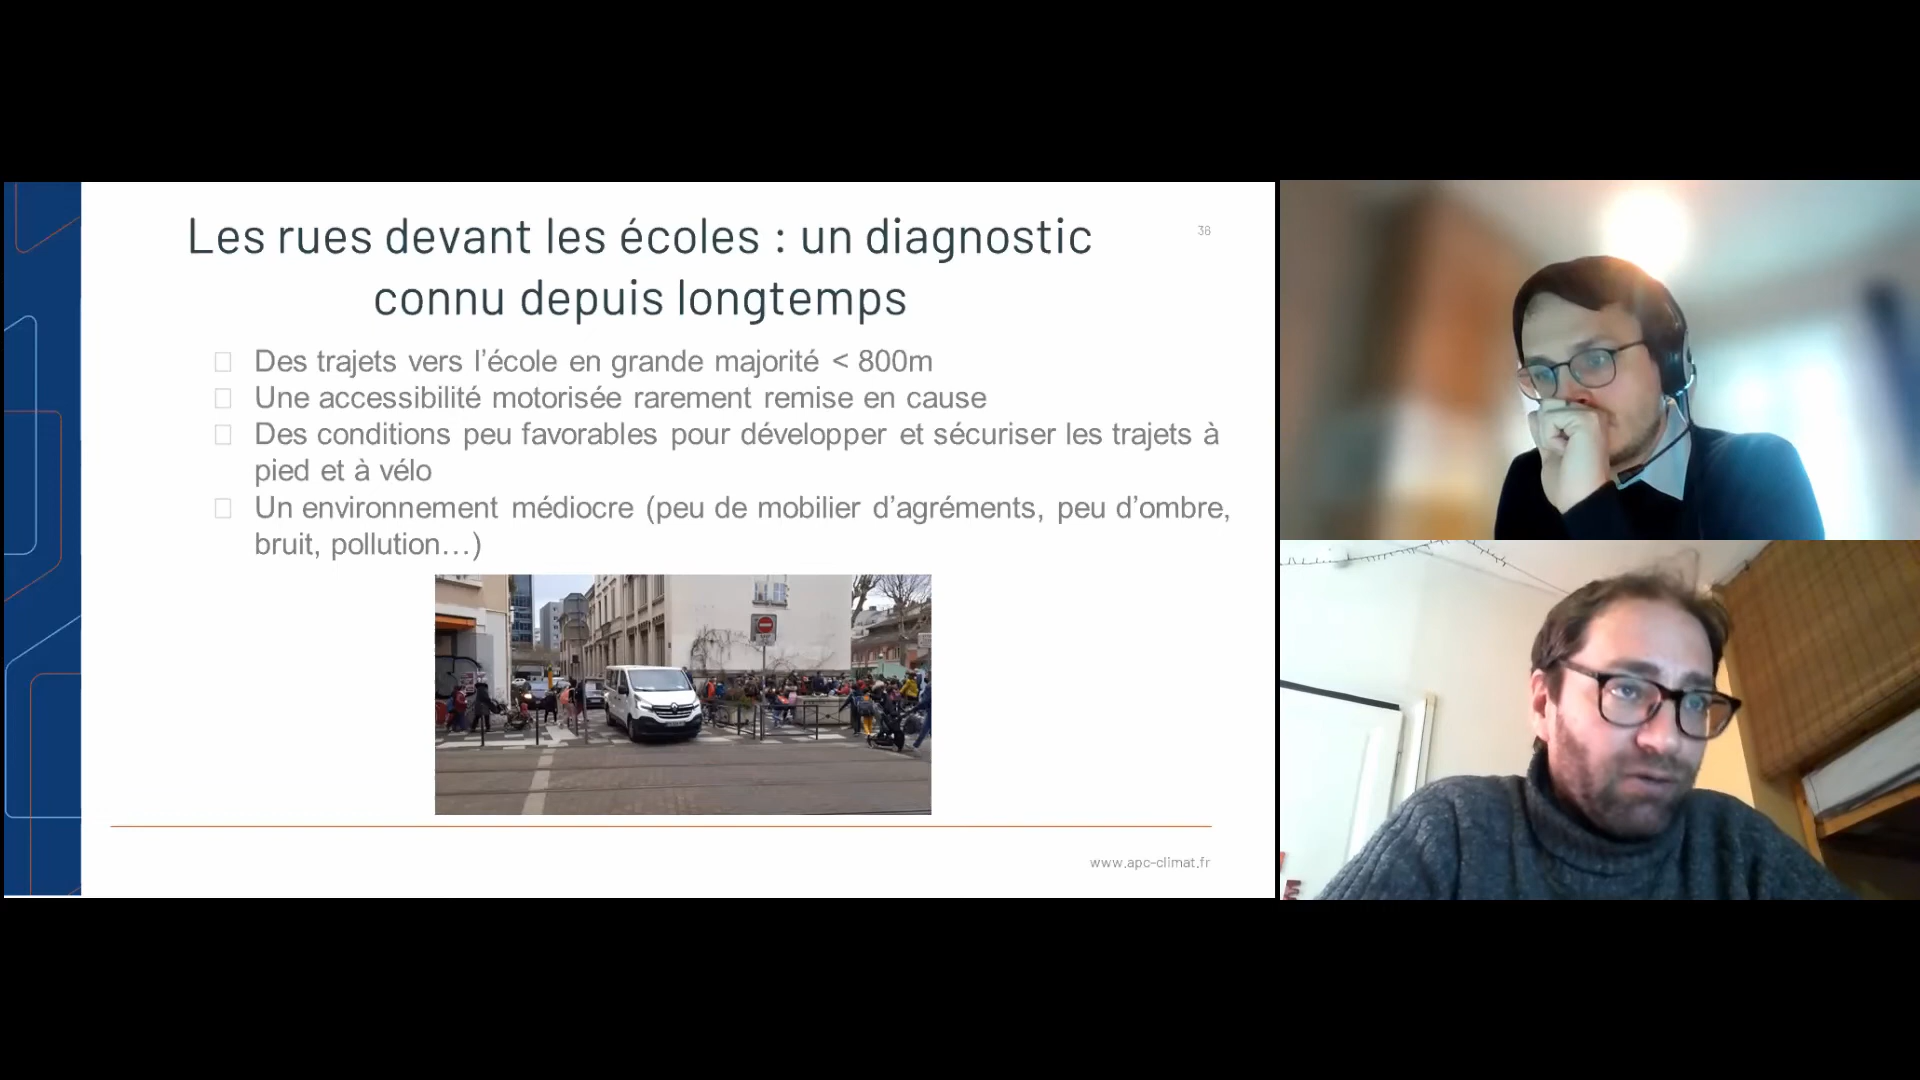 Les rues devant les écoles : un diagnostic
connu depuis longtemps
38
Des trajets vers l’école en grande majorité < 800m
Une accessibilité motorisée rarement remise en cause
Des conditions peu favorables pour développer et sécuriser les trajets à
pied et à vélo
Un environnement médiocre (peu de mobilier d’agréments, peu d’ombre,
bruit, pollution…)
www.apc-climat.fr